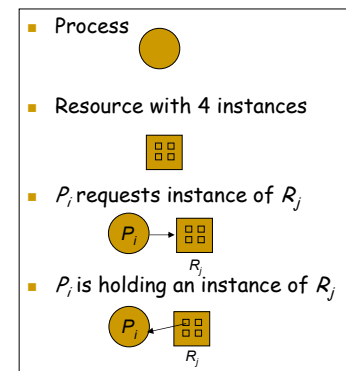 Process
Resource with 4 instances
Pi requests instance of Rj
Pi
Rj
Pi is holding an instance of Rj
Pi
Rj